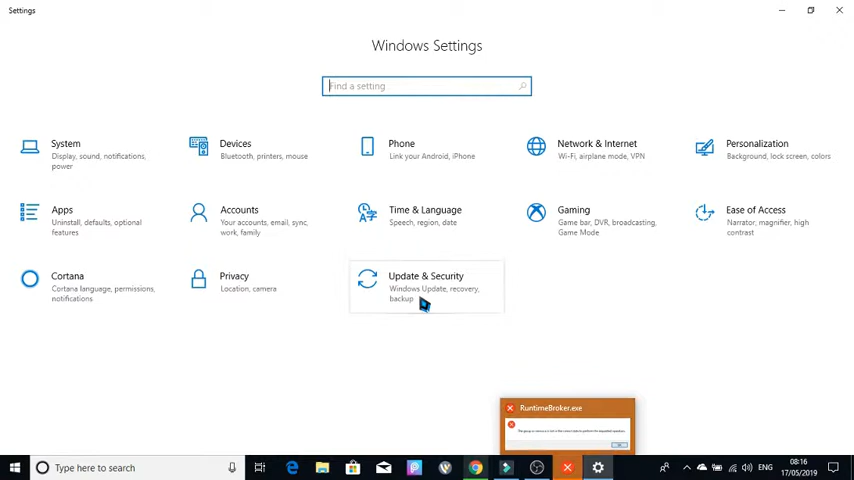 Settings
Windows Settings
Find a setting
System
Display, sound, notifications,
power
Devices
Bluetooth, printers, mouse
Phone
Link your Android, iPhone
Network & Internet
Wi-Fi, airplane mode, VPN
Personalization
Background, lock screen, colors
Apps
Uninstall, defaults, optional
features
Accounts
Your accounts, email, sync,
work, family
Time & Language
Speech, region, date
Gaming
Game bar, DVR, broadcasting,
Game Mode
Ease of Access
Narrator, magnifier, high
contrast
Cortana
Cortana language, permissions,
notifications
Privacy
Location, camera
Update & Security
Windows Update, recovery,
backup
RuntimeBroker.exe
Type here to search
ENG
08:16
17/05/2019